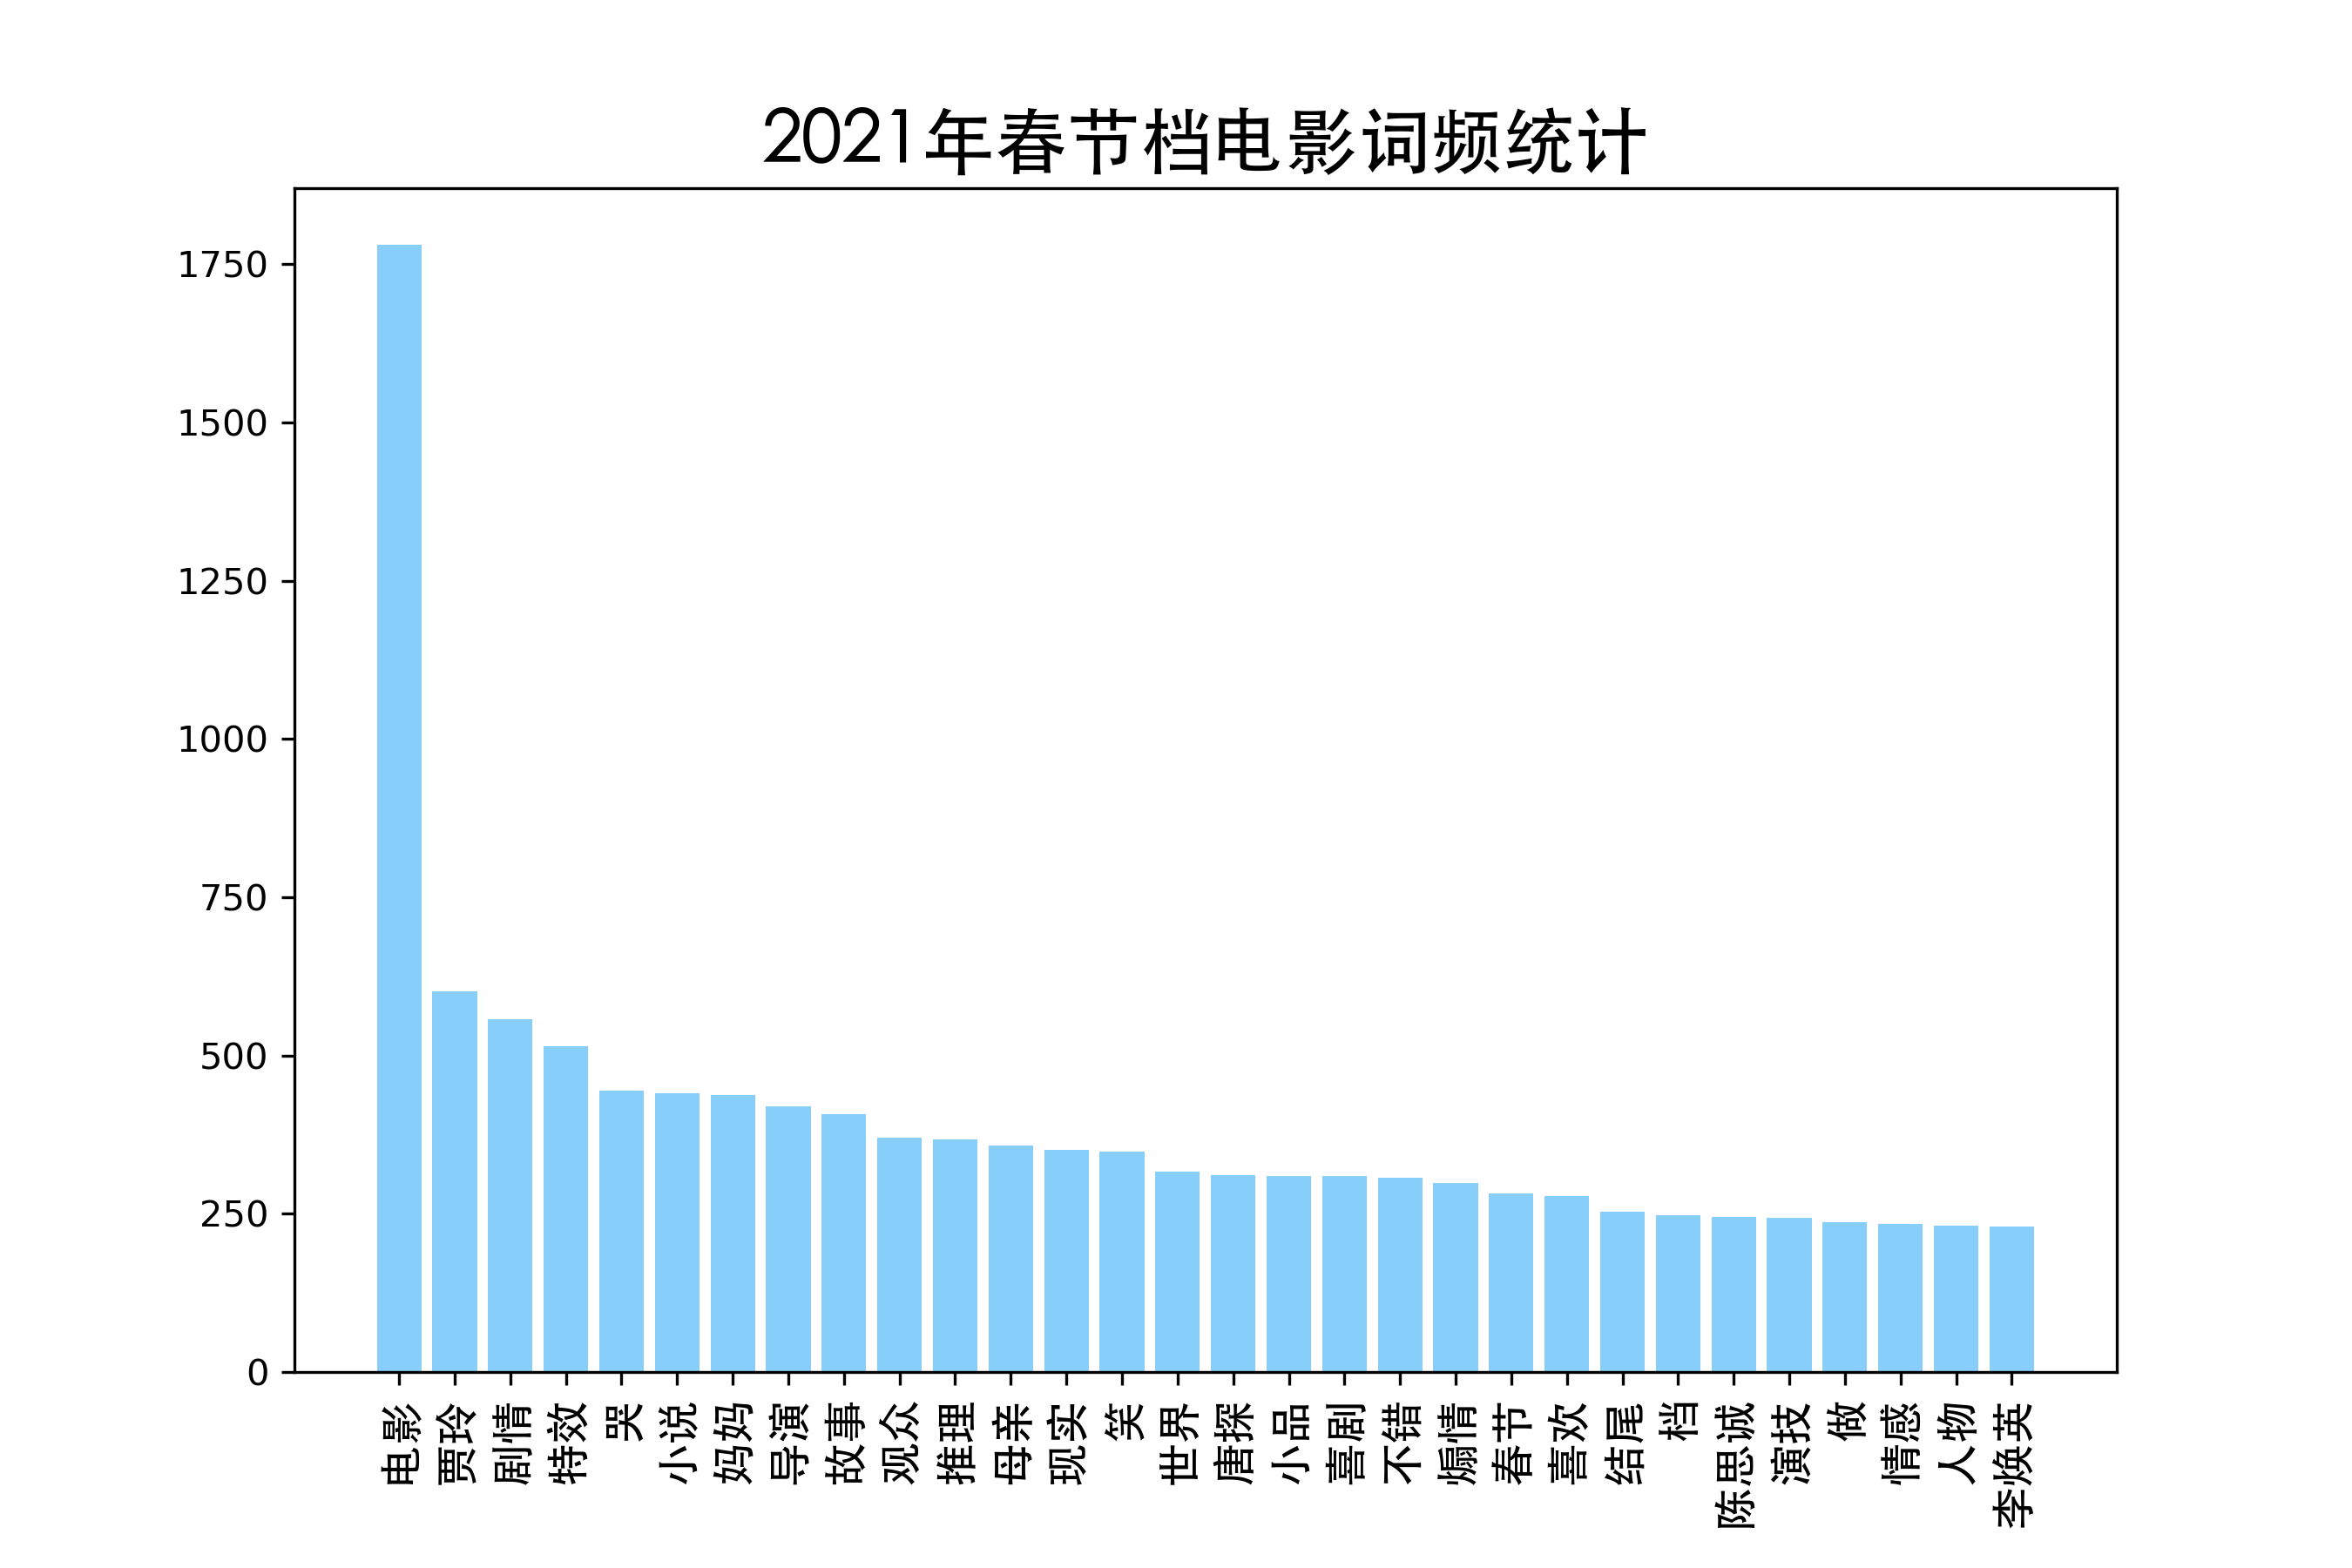 2021年春节档电影词频统计
1750
1500
1250
1000
750
500
250
0
电影
贾玲
剧情
特效
哭
小说
妈妈
导演
故事
观众
推理
母亲
现实
笑
世界
唐探
小品
喜剧
不错
煽情
春节
喜欢
结尾
档
陈思诚
演技
做
情感
人物
李焕英